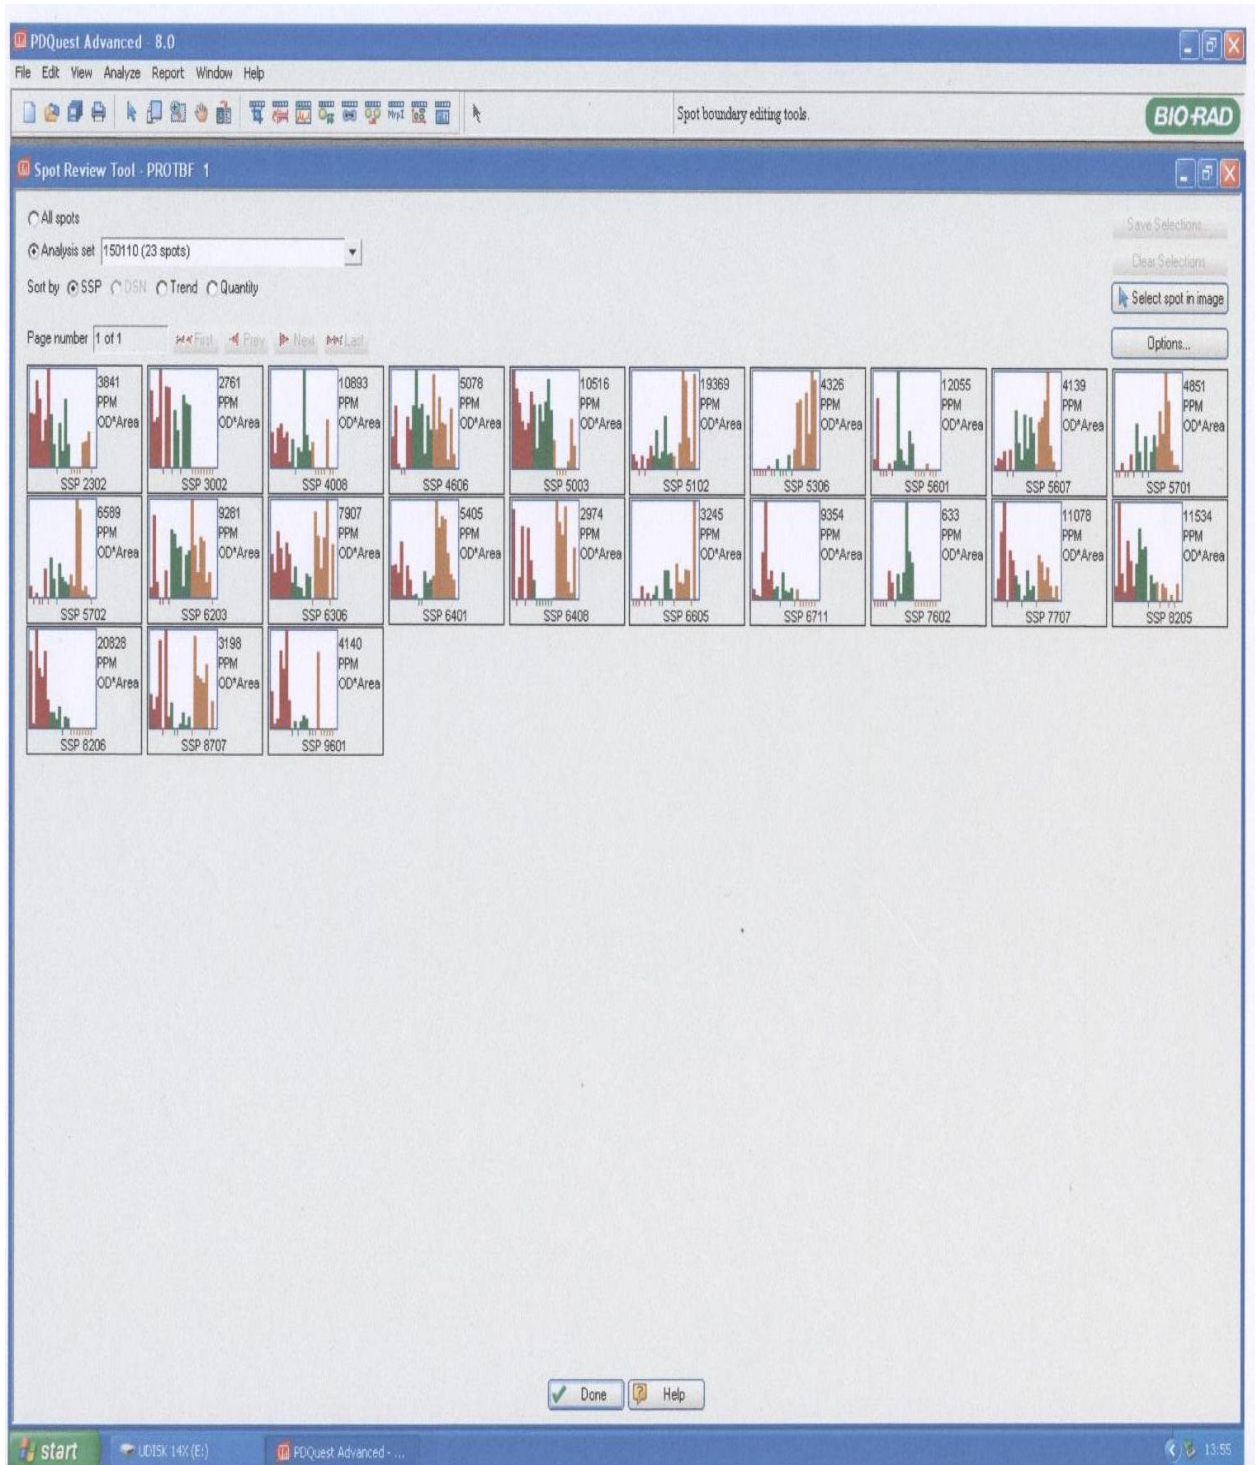 PDQuest Advanced - 8.0
File Edit View Analyze Report Window Help
MrpI
Spot boundary editing tools.
BIO-RAD
Spot Review Tool - PROTBF 1
All spots
Analysis set 150110 (23 spots)
Sort by SSP DSN Trend Quantity
Save Selections...
Clear Selections
Select spot in image
Options...
Page number 1 of 1 First Prev Next Last
3841 PPM OD*Area SSP 2302
2761 PPM OD*Area SSP 3002
10893 PPM OD*Area SSP 4008
5078 PPM OD*Area SSP 4606
10516 PPM OD*Area SSP 5003
19369 PPM OD*Area SSP 5102
4326 PPM OD*Area SSP 5306
12055 PPM OD*Area SSP 5601
4139 PPM OD*Area SSP 5607
4851 PPM OD*Area SSP 5701
6589 PPM OD*Area SSP 5702
9281 PPM OD*Area SSP 6203
7907 PPM OD*Area SSP 6306
5405 PPM OD*Area SSP 6401
2974 PPM OD*Area SSP 6408
3245 PPM OD*Area SSP 6605
9354 PPM OD*Area SSP 6711
633 PPM OD*Area SSP 7602
11078 PPM OD*Area SSP 7707
11534 PPM OD*Area SSP 8205
20828 PPM OD*Area SSP 8206
3198 PPM OD*Area SSP 8707
4140 PPM OD*Area SSP 9601
Done Help
start UDISK 14X (E:) PDQuest Advanced - ... 13:55